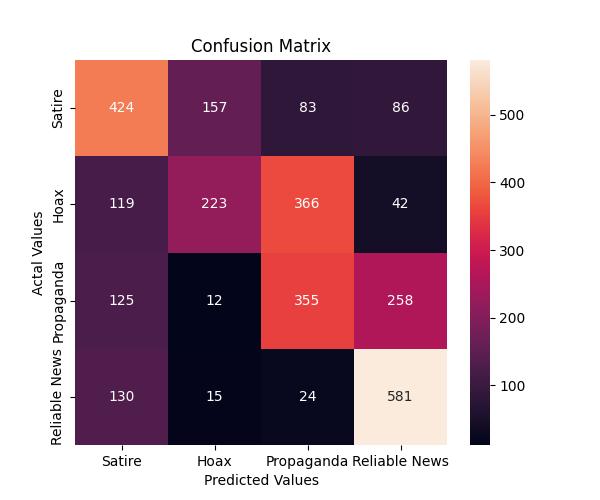 Confusion Matrix
Satire 424 157 83 86
Hoax 119 223 366 42
Propaganda 125 12 355 258
Reliable News 130 15 24 581
Actal Values
Satire Hoax Propaganda Reliable News
Predicted Values
500
400
300
200
100